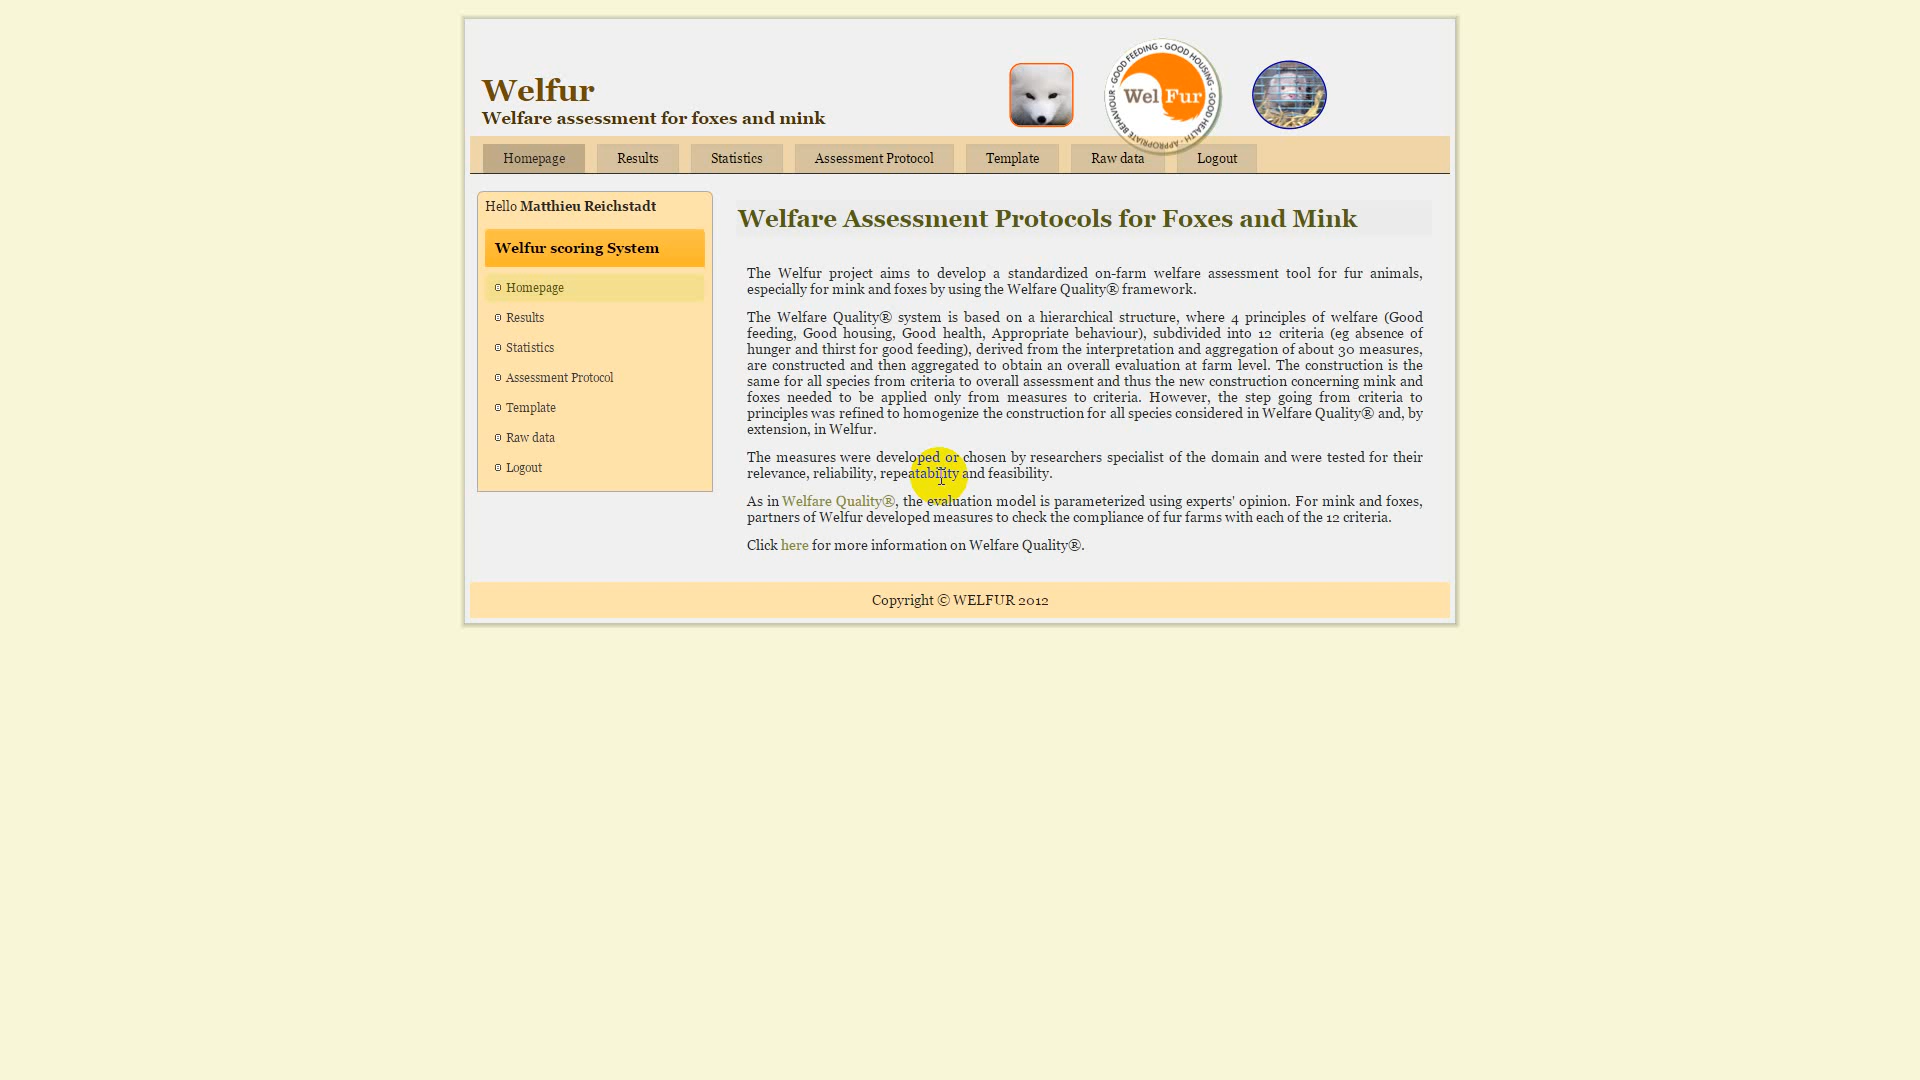 Welfur
Welfare assessment for foxes and mink
GOOD FEEDING · GOOD HOUSING · GOOD HEALTH · APPROPRIATE BEHAVIOUR ·
WelFur
Homepage
Results
Statistics
Assessment Protocol
Template
Raw data
Logout
Hello Matthieu Reichstadt
Welfur scoring System
Homepage
Results
Statistics
Assessment Protocol
Template
Raw data
Logout
Welfare Assessment Protocols for Foxes and Mink
The Welfur project aims to develop a standardized on-farm welfare assessment tool for fur animals,
especially for mink and foxes by using the Welfare Quality® framework.
The Welfare Quality® system is based on a hierarchical structure, where 4 principles of welfare (Good
feeding, Good housing, Good health, Appropriate behaviour), subdivided into 12 criteria (eg absence of
hunger and thirst for good feeding), derived from the interpretation and aggregation of about 30 measures,
are constructed and then aggregated to obtain an overall evaluation at farm level. The construction is the
same for all species from criteria to overall assessment and thus the new construction concerning mink and
foxes needed to be applied only from measures to criteria. However, the step going from criteria to
principles was refined to homogenize the construction for all species considered in Welfare Quality® and, by
extension, in Welfur.
The measures were developed or chosen by researchers specialist of the domain and were tested for their
relevance, reliability, repeatability and feasibility.
As in Welfare Quality®, the evaluation model is parameterized using experts' opinion. For mink and foxes,
partners of Welfur developed measures to check the compliance of fur farms with each of the 12 criteria.
Click here for more information on Welfare Quality®.
Copyright © WELFUR 2012